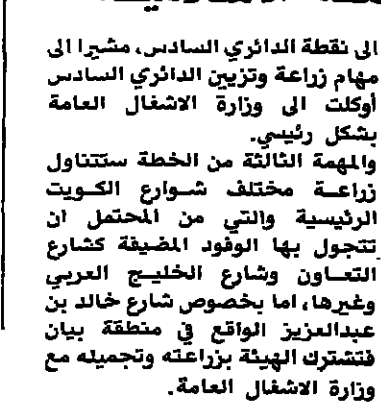 الى نقطة الدائري السادس، مشيرا الى
مهام زراعة وتزيين الدائري السادس
أوكلت الى وزارة الاشغال العامة
بشكل رئيسي.
والمهمة الثالثة من الخطة ستتناول
زراعة مختلف شوارع الكويت
الرئيسية والتي من المحتمل ان
تتجول بها الوفود المضيفة كشارع
التعاون وشارع الخليج العربي
وغيرها، اما بخصوص شارع خالد بن
عبدالعزيز الواقع في منطقة بيان
فتشترك الهيئة بزراعته وتجميله مع
وزارة الاشغال العامة.